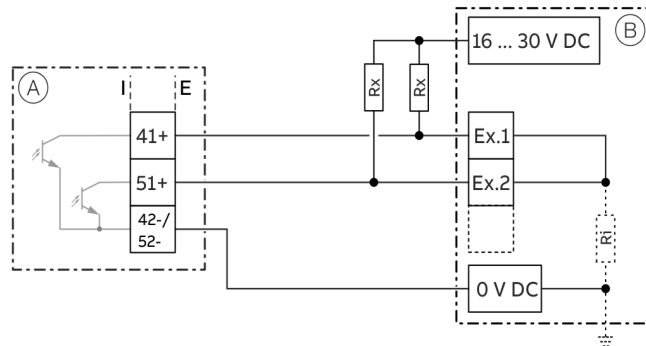 16 ... 30 V DC
B
A
I
E
Rx
Rx
41+
Ex.1
51+
Ex.2
42-/
52-
Ri
0 V DC